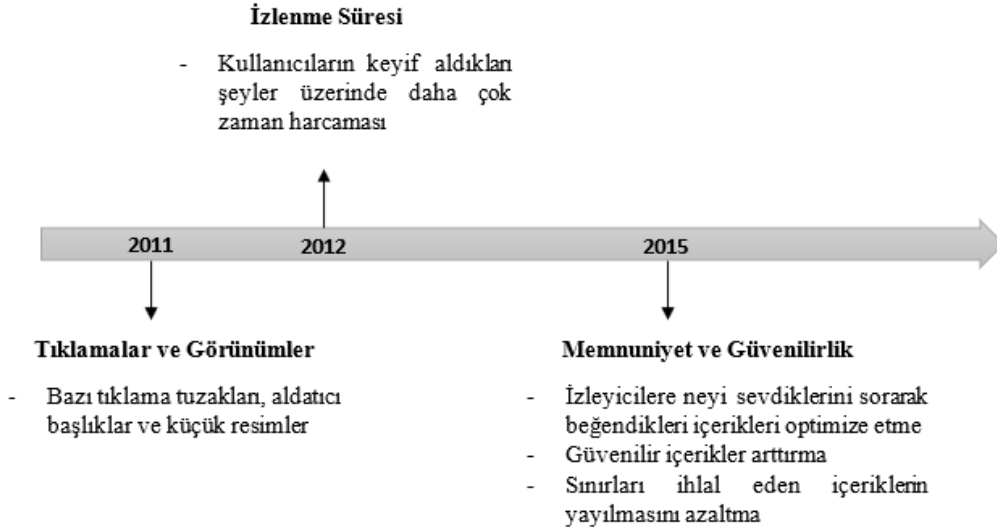 İzlenme Süresi
- Kullanıcıların keyif aldıkları
şeyler üzerinde daha çok
zaman harcaması
2011 2012 2015
Tıklamalar ve Görünümler
- Bazı tıklama tuzakları, aldatıcı
başlıklar ve küçük resimler
Memnuniyet ve Güvenilirlik
- İzleyicilere neyi sevdiklerini sorarak
beğendikleri içerikleri optimize etme
- Güvenilir içerikler arttırma
- Sınırları ihlal eden içeriklerin
yayılmasını azaltma